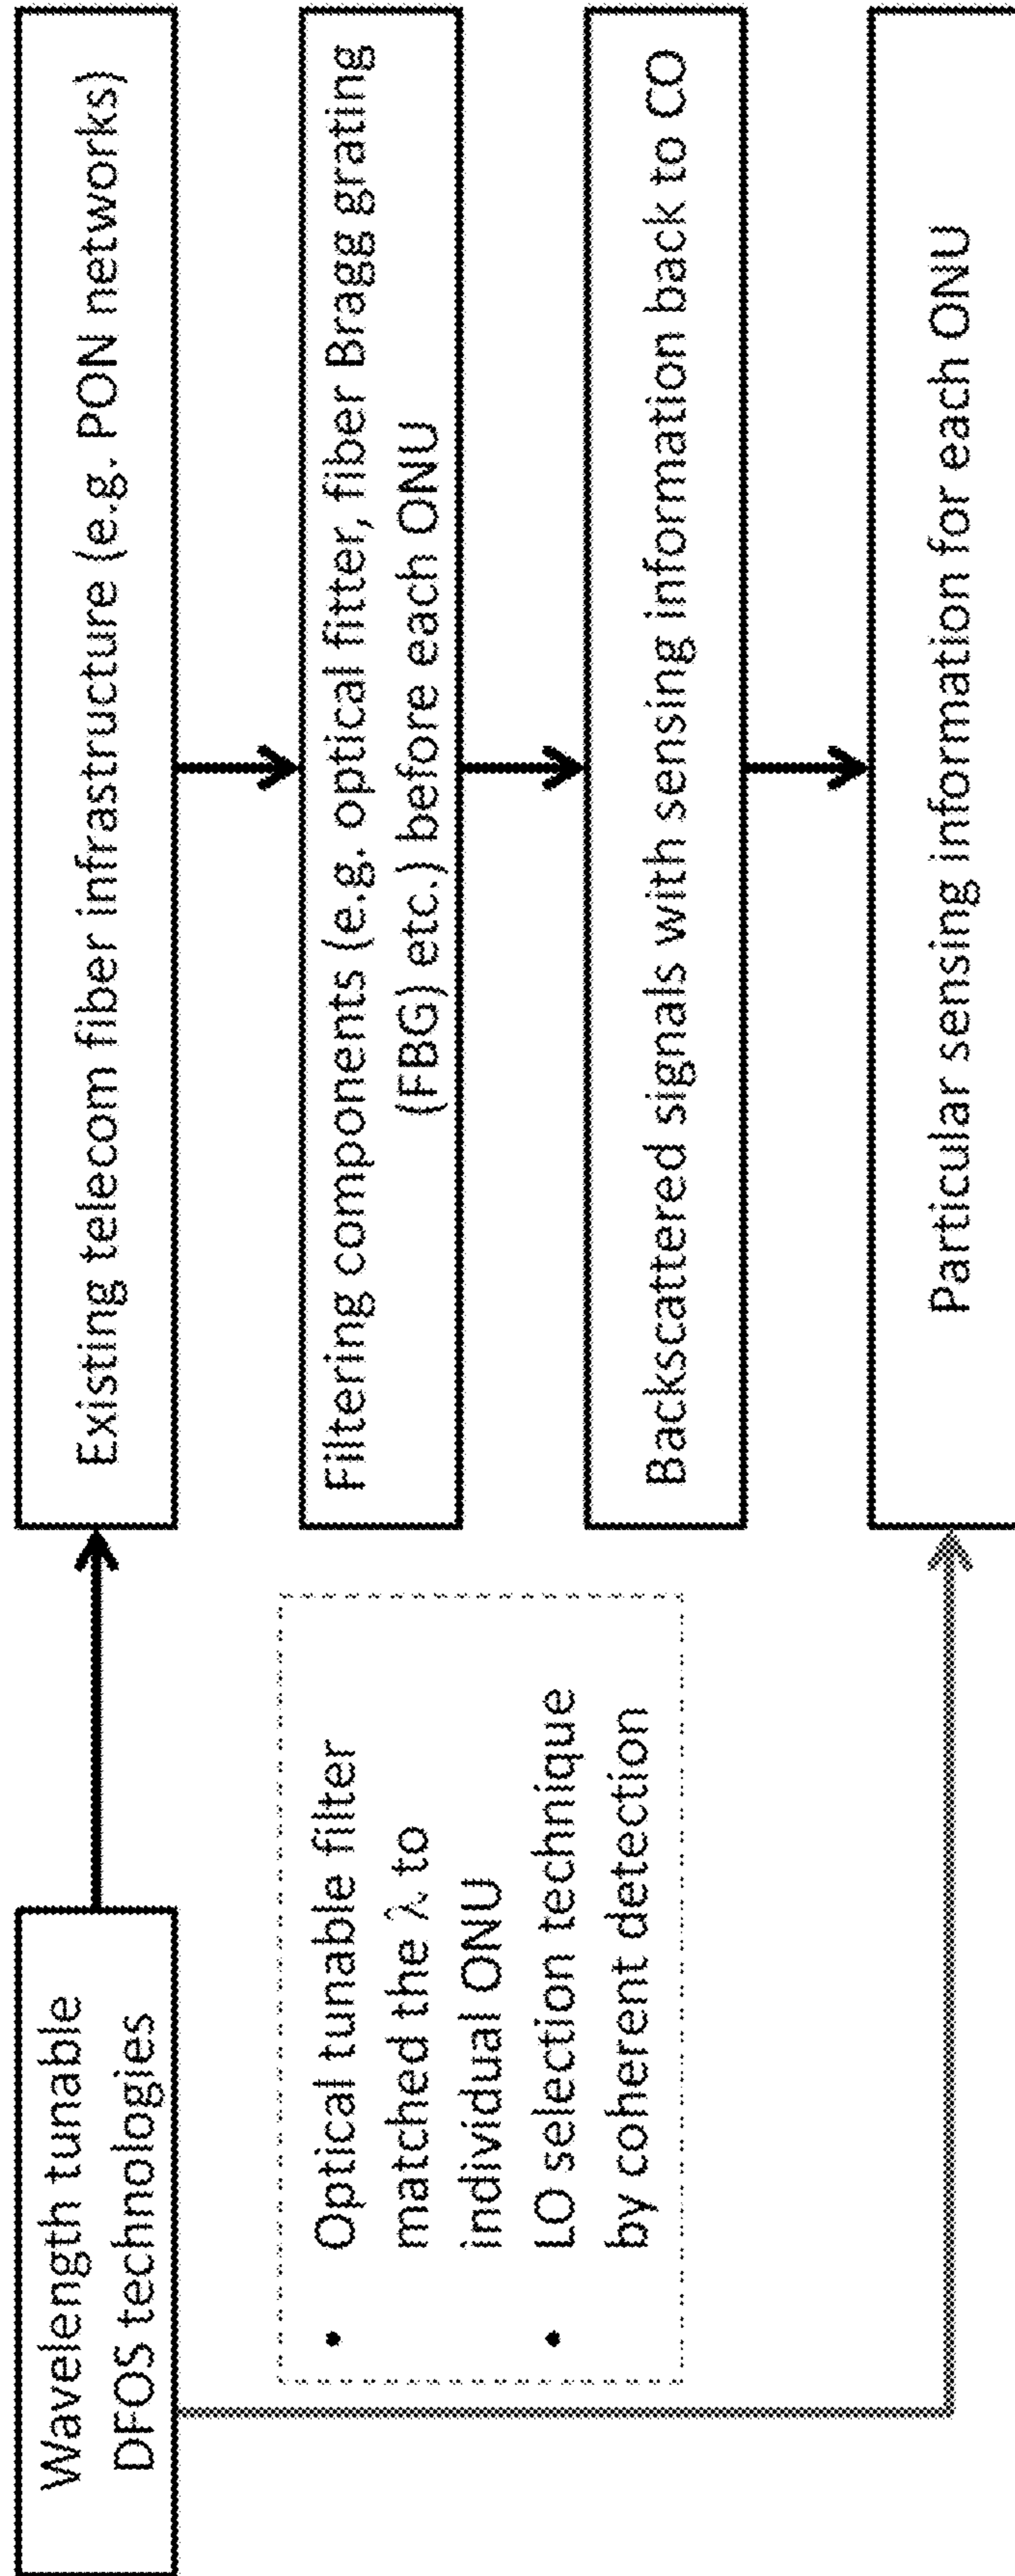 Wavelength tunable
DFOS technologies
Existing telecom fiber infrastructure (e.g. PON networks)
Filtering components (e.g. optical fitter, fiber Bragg grating
(FBG) etc.) before each ONU
• Optical tunable filter
matched the λ to
individual ONU
• LO selection technique
by coherent detection
Backscattered signals with sensing information back to CO
Particular sensing information for each ONU